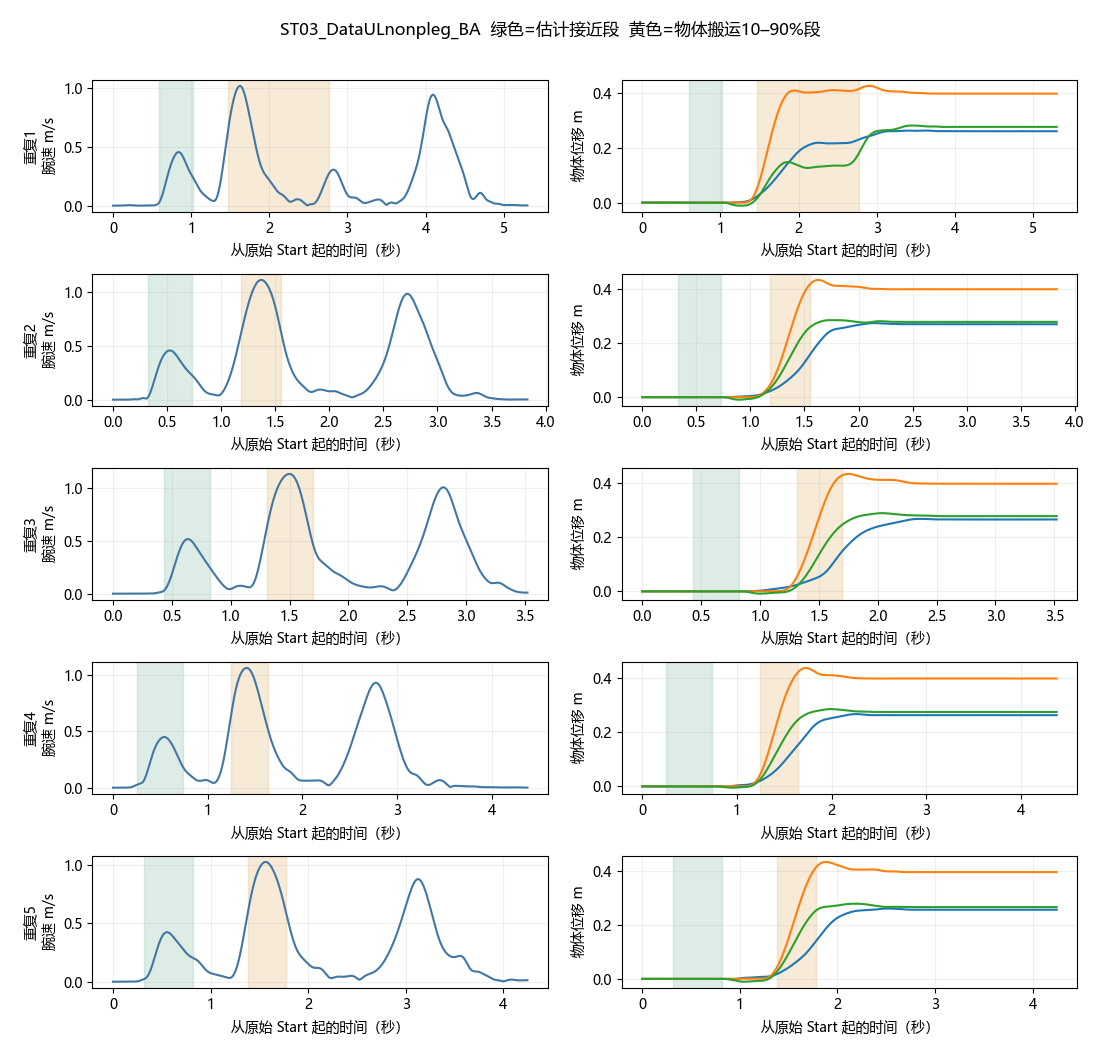 ST03_DataULnonpleg_BA 绿色=估计接近段 黄色=物体搬运10–90%段
重复1
腕速 m/s
1.0
0.5
0.0
0 1 2 3 4 5
从原始 Start 起的时间（秒）
物体位移 m
0.4
0.2
0.0
0 1 2 3 4 5
从原始 Start 起的时间（秒）
重复2
腕速 m/s
1.0
0.5
0.0
0.0 0.5 1.0 1.5 2.0 2.5 3.0 3.5 4.0
从原始 Start 起的时间（秒）
物体位移 m
0.4
0.2
0.0
0.0 0.5 1.0 1.5 2.0 2.5 3.0 3.5 4.0
从原始 Start 起的时间（秒）
重复3
腕速 m/s
1.0
0.5
0.0
0.0 0.5 1.0 1.5 2.0 2.5 3.0 3.5
从原始 Start 起的时间（秒）
物体位移 m
0.4
0.2
0.0
0.0 0.5 1.0 1.5 2.0 2.5 3.0 3.5
从原始 Start 起的时间（秒）
重复4
腕速 m/s
1.0
0.5
0.0
0 1 2 3 4
从原始 Start 起的时间（秒）
物体位移 m
0.4
0.2
0.0
0 1 2 3 4
从原始 Start 起的时间（秒）
重复5
腕速 m/s
1.0
0.5
0.0
0 1 2 3 4
从原始 Start 起的时间（秒）
物体位移 m
0.4
0.2
0.0
0 1 2 3 4
从原始 Start 起的时间（秒）